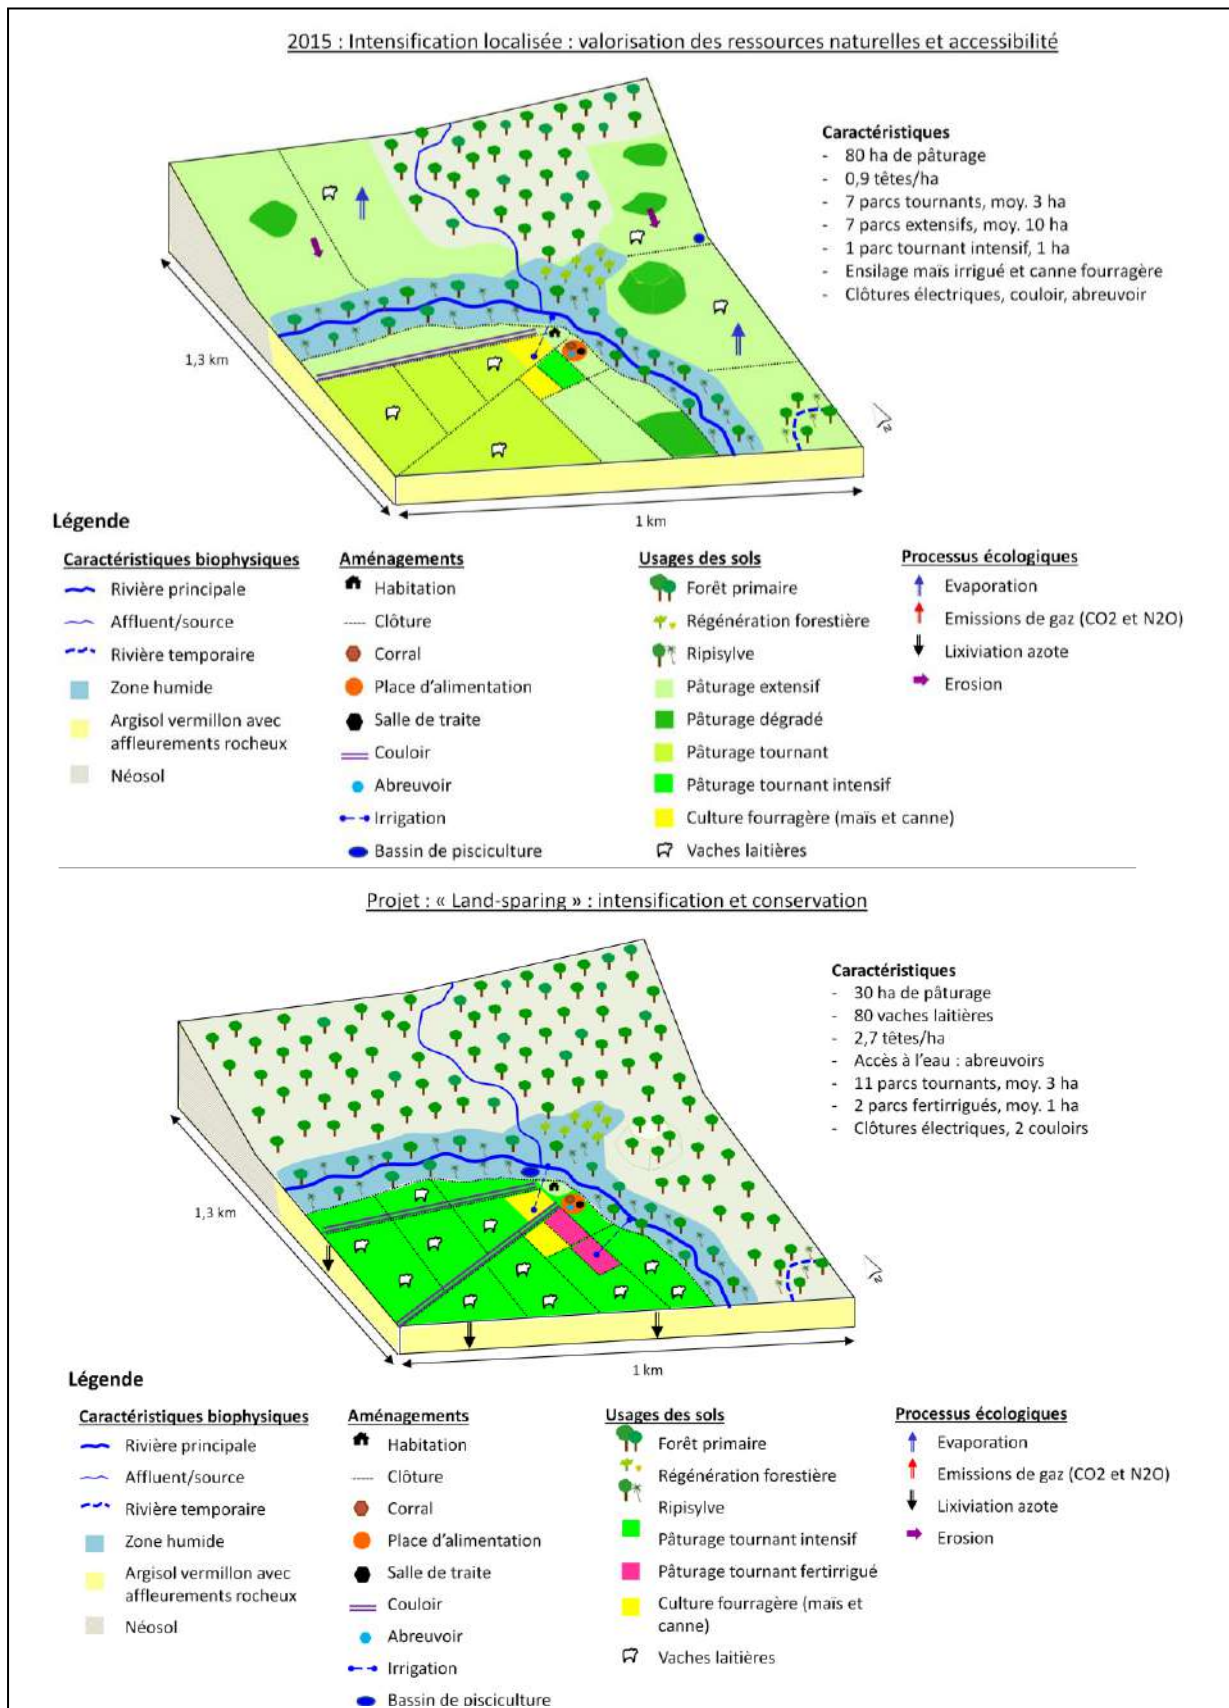 2015 : Intensification localisée : valorisation des ressources naturelles et accessibilité
Caractéristiques
- 80 ha de pâturage
- 0,9 têtes/ha
- 7 parcs tournants, moy. 3 ha
- 7 parcs extensifs, moy. 10 ha
- 1 parc tournant intensif, 1 ha
- Ensilage maïs irrigué et canne fourragère
- Clôtures électriques, couloir, abreuvoir
1,3 km
N
1 km
Légende
Caractéristiques biophysiques
Rivière principale
Affluent/source
Rivière temporaire
Zone humide
Argisol vermillon avec
affleurements rocheux
Néosol
Aménagements
Habitation
Clôture
Corral
Place d'alimentation
Salle de traite
Couloir
Abreuvoir
Irrigation
Bassin de pisciculture
Usages des sols
Forêt primaire
Régénération forestière
Ripisylve
Pâturage extensif
Pâturage dégradé
Pâturage tournant
Pâturage tournant intensif
Culture fourragère (maïs et canne)
Vaches laitières
Processus écologiques
Evaporation
Emissions de gaz (CO2 et N2O)
Lixiviation azote
Erosion
Projet : « Land-sparing » : intensification et conservation
Caractéristiques
- 30 ha de pâturage
- 80 vaches laitières
- 2,7 têtes/ha
- Accès à l'eau : abreuvoirs
- 11 parcs tournants, moy. 3 ha
- 2 parcs fertirrigués, moy. 1 ha
- Clôtures électriques, 2 couloirs
1,3 km
N
1 km
Légende
Caractéristiques biophysiques
Rivière principale
Affluent/source
Rivière temporaire
Zone humide
Argisol vermillon avec
affleurements rocheux
Néosol
Aménagements
Habitation
Clôture
Corral
Place d'alimentation
Salle de traite
Couloir
Abreuvoir
Irrigation
Bassin de pisciculture
Usages des sols
Forêt primaire
Régénération forestière
Ripisylve
Pâturage tournant intensif
Pâturage tournant fertirrigué
Culture fourragère (maïs et
canne)
Vaches laitières
Processus écologiques
Evaporation
Emissions de gaz (CO2 et N2O)
Lixiviation azote
Erosion